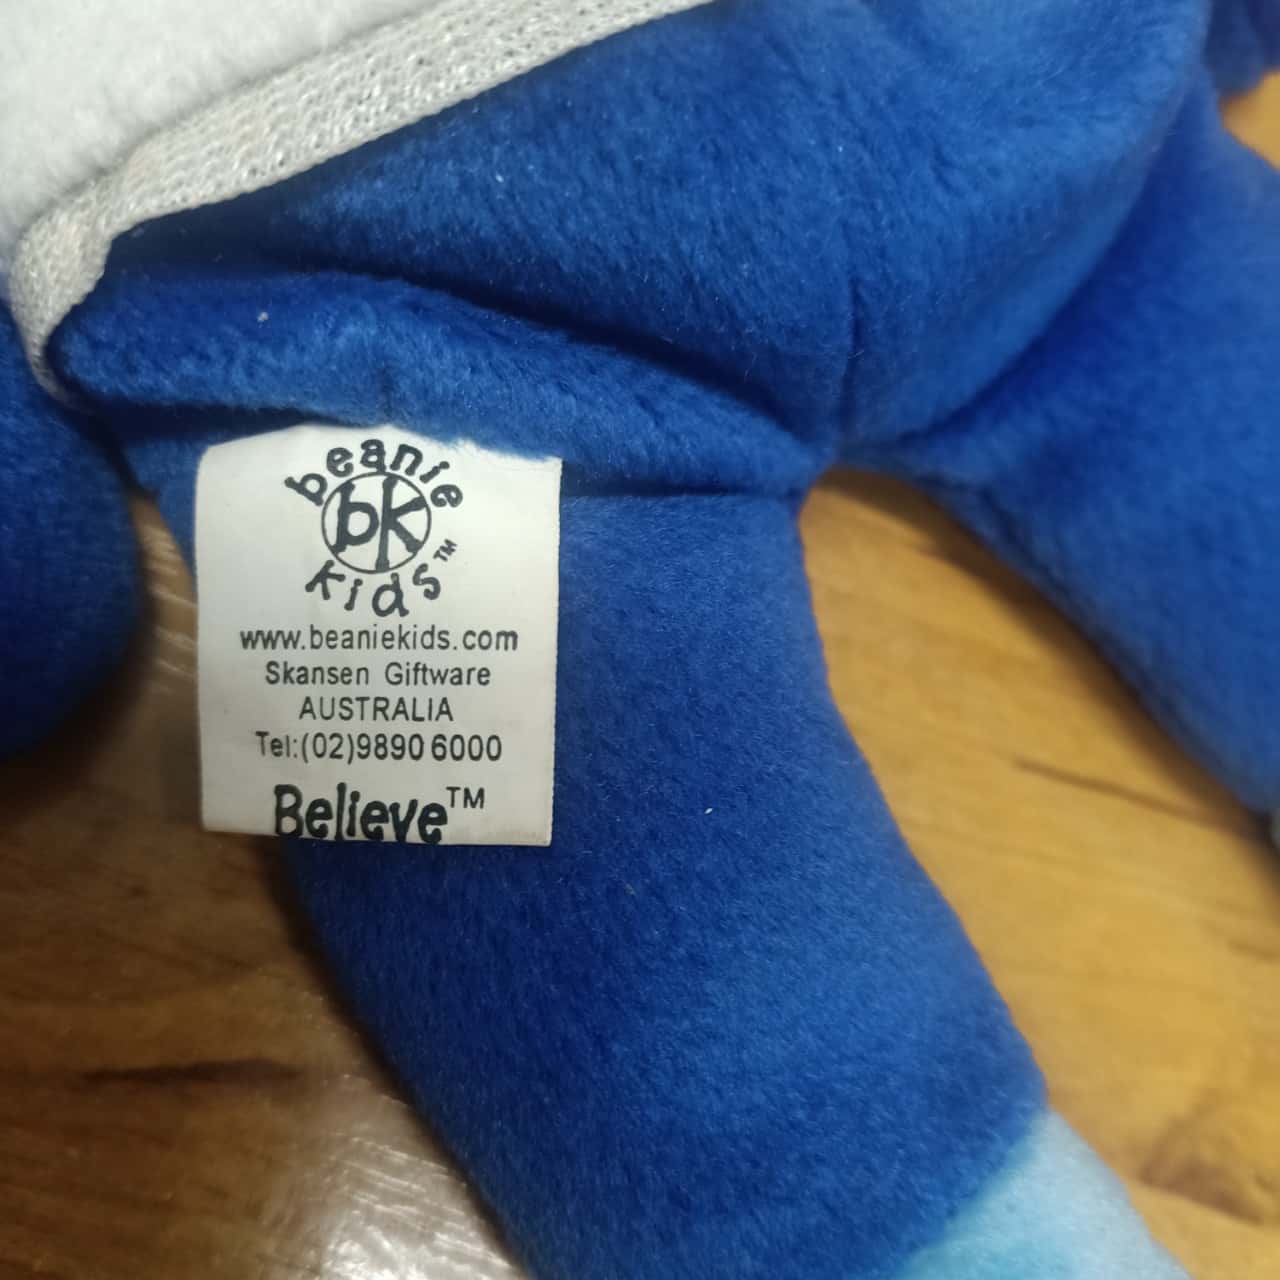 beanie
bk
kids™
www.beaniekids.com
Skansen Giftware
AUSTRALIA
Tel:(02)9890 6000
Believe™